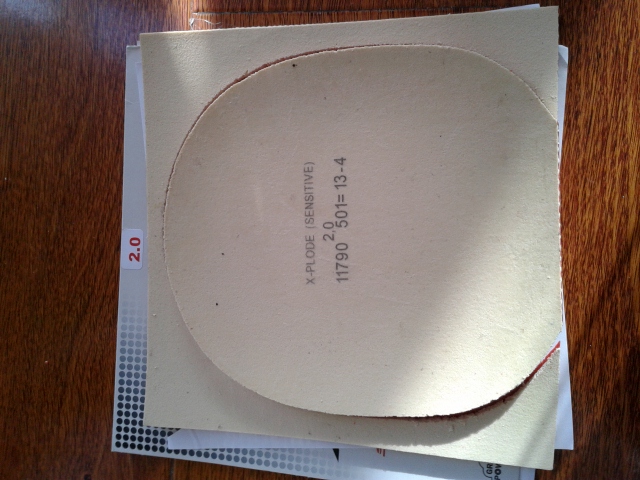 X-PLODE (SENSITIVE)
2.0
11790 501=13-4
2.0